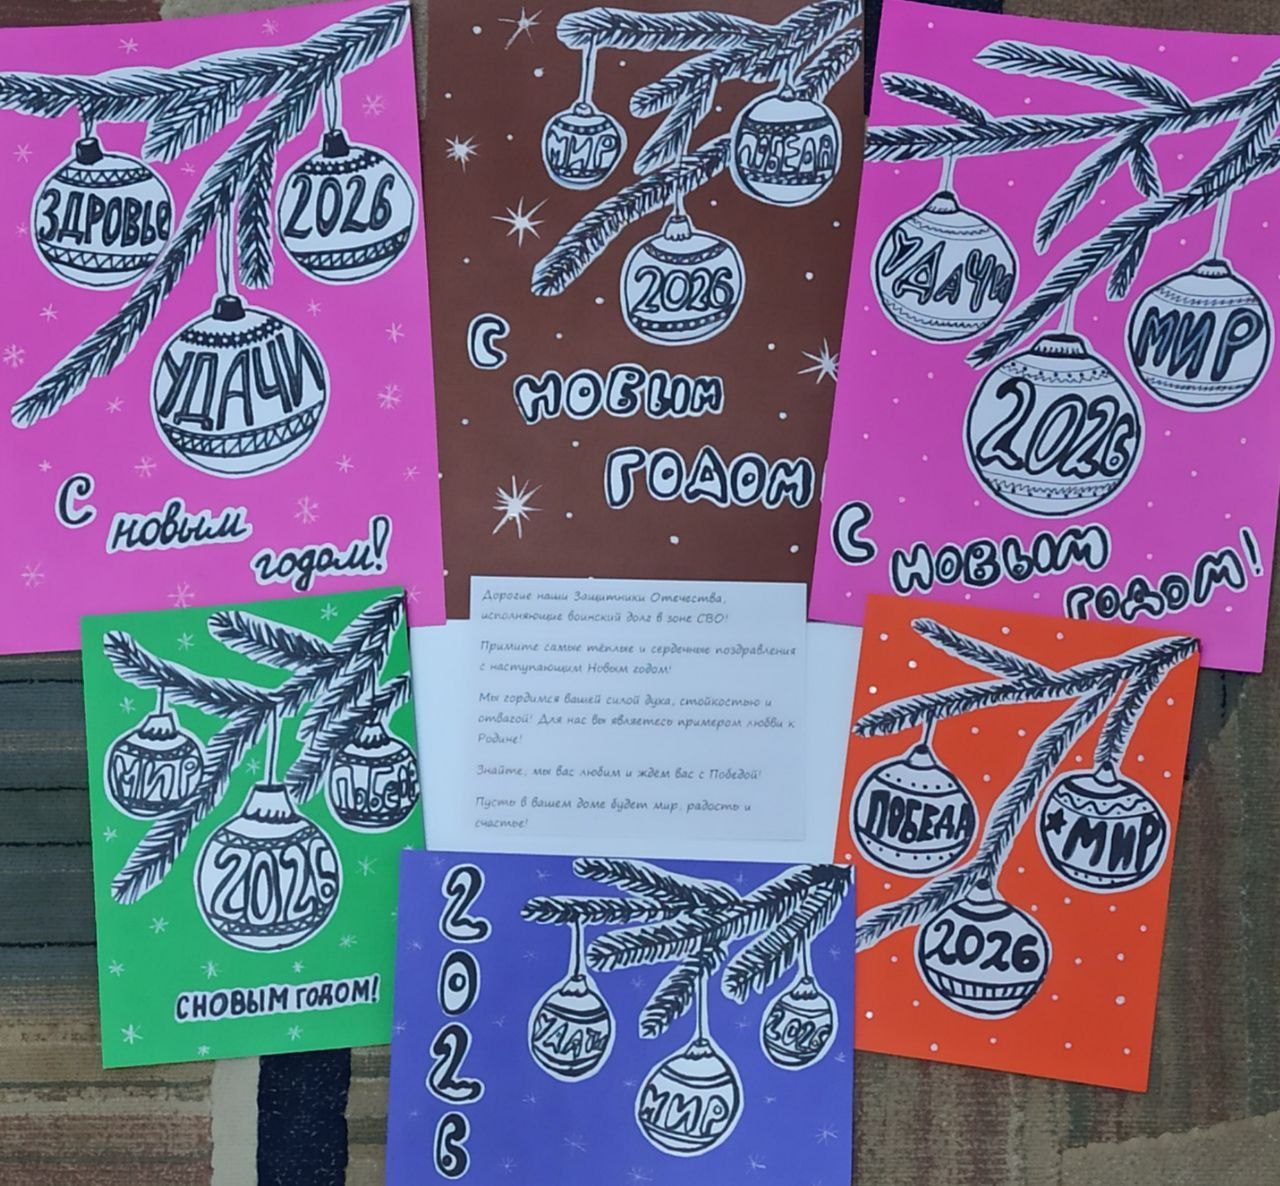 ЗДРОВЬЕ
2026
УДАЧИ
С
новым
годом!
МИР
ПОБЕДА
2026
С
НОВЫМ
ГОДОМ
УДАЧИ
МИР
2026
С
НОВЫМ
ГОДОМ!
Дорогие наши Защитники Отечества,
исполняющие воинский долг в зоне СВО!
Примите самые тёплые и сердечные поздравления
с наступающим Новым годом!
Мы гордимся вашей силой духа, стойкостью и
отвагой! Для нас вы являетесь примером любви к
Родине!
Знайте, мы вас любим и ждём вас с Победой!
Пусть в вашем доме будет мир, радость и
счастье!
МИР
Победа
2026
С НОВЫМ ГОДОМ!
ПОБЕДА
МИР
2026
2026
УДАЧИ
2026
МИР